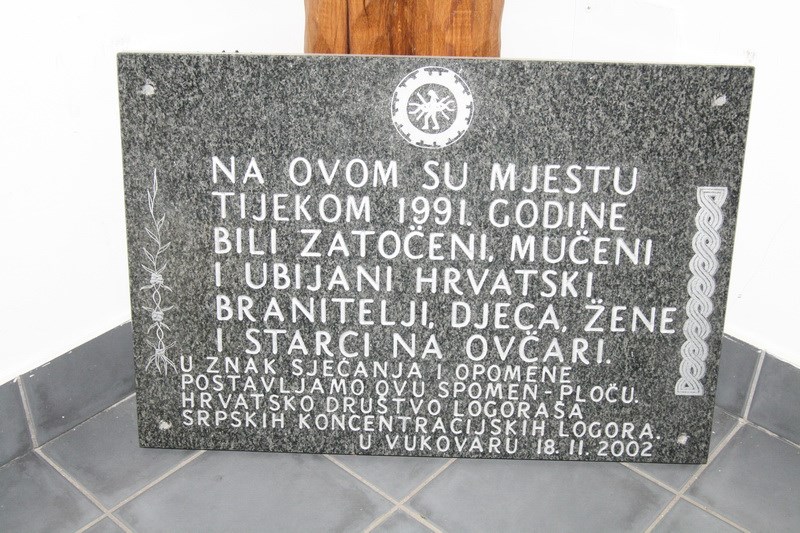 NA OVOM SU MJESTU
TIJEKOM 1991. GODINE
BILI ZATOČENI, MUČENI
I UBIJANI HRVATSKI
BRANITELJI, DJECA, ŽENE
I STARCI NA OVČARI.
U ZNAK SJEĆANJA I OPOMENE
POSTAVLJAMO OVU SPOMEN-PLOČU.
HRVATSKO DRUŠTVO LOGORAŠA
SRPSKIH KONCENTRACIJSKIH LOGORA.
U VUKOVARU 18.11.2002